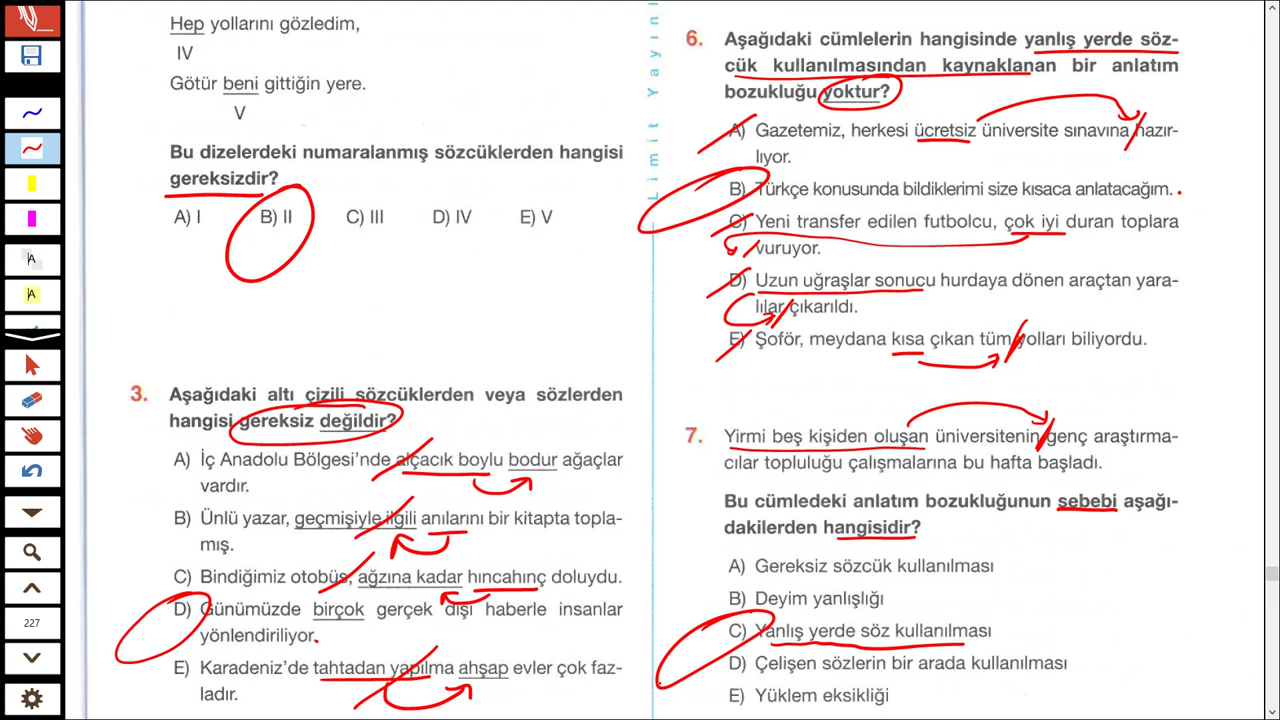 Hep yollarını gözledim,
IV
Götür beni gittiğin yere.
V
Bu dizelerdeki numaralanmış sözcüklerden hangisi
gereksizdir?
A) I B) II C) III D) IV E) V
3. Aşağıdaki altı çizili sözcüklerden veya sözlerden
hangisi gereksiz değildir?
A) İç Anadolu Bölgesi'nde alçacık boylu bodur ağaçlar
vardır.
B) Ünlü yazar, geçmişiyle ilgili anılarını bir kitapta topla-
mış.
C) Bindiğimiz otobüs, ağzına kadar hıncahınç doluydu.
D) Günümüzde birçok gerçek dışı haberle insanlar
yönlendiriliyor.
E) Karadeniz'de tahtadan yapılma ahşap evler çok faz-
ladır.
Limit Yayınl
6. Aşağıdaki cümlelerin hangisinde yanlış yerde söz-
cük kullanılmasından kaynaklanan bir anlatım
bozukluğu yoktur?
A) Gazetemiz, herkesi ücretsiz üniversite sınavına hazır-
lıyor.
B) Türkçe konusunda bildiklerimi size kısaca anlatacağım.
C) Yeni transfer edilen futbolcu, çok iyi duran toplara
vuruyor.
D) Uzun uğraşlar sonucu hurdaya dönen araçtan yara-
lılar çıkarıldı.
E) Şoför, meydana kısa çıkan tüm yolları biliyordu.
7. Yirmi beş kişiden oluşan üniversitenin genç araştırma-
cılar topluluğu çalışmalarına bu hafta başladı.
Bu cümledeki anlatım bozukluğunun sebebi aşağı-
dakilerden hangisidir?
A) Gereksiz sözcük kullanılması
B) Deyim yanlışlığı
C) Yanlış yerde söz kullanılması
D) Çelişen sözlerin bir arada kullanılması
E) Yüklem eksikliği
A
A
227